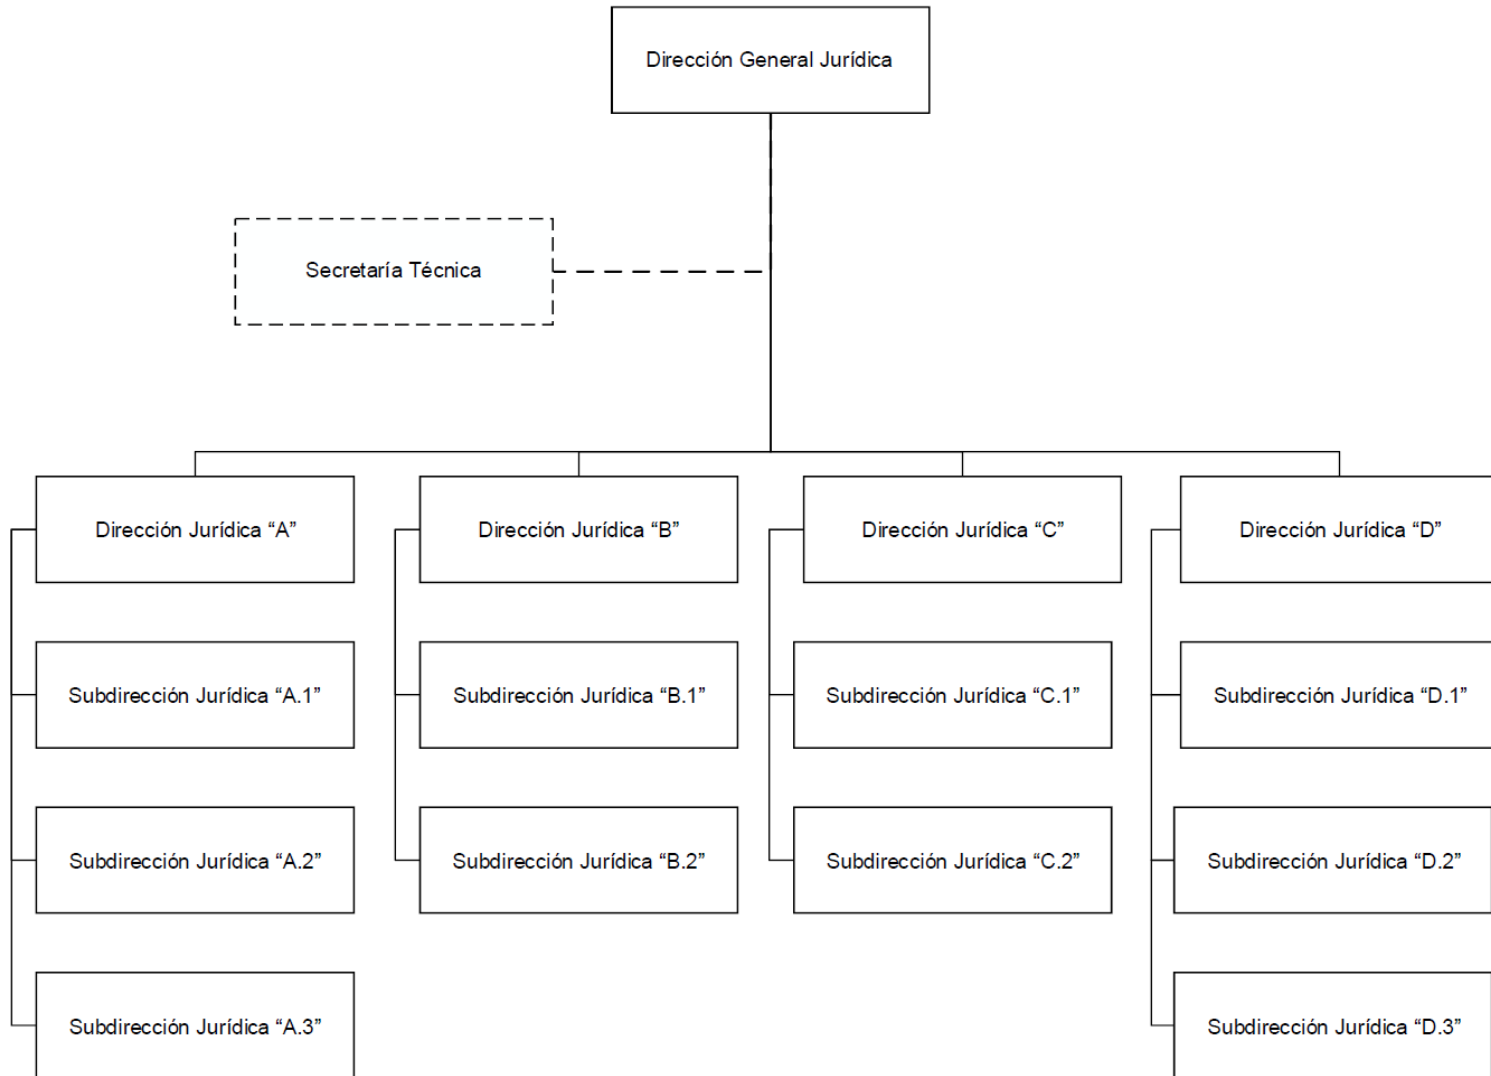 Dirección General Jurídica
Secretaría Técnica
Dirección Jurídica “A”
Dirección Jurídica “B”
Dirección Jurídica “C”
Dirección Jurídica “D”
Subdirección Jurídica “A.1”
Subdirección Jurídica “B.1”
Subdirección Jurídica “C.1”
Subdirección Jurídica “D.1”
Subdirección Jurídica “A.2”
Subdirección Jurídica “B.2”
Subdirección Jurídica “C.2”
Subdirección Jurídica “D.2”
Subdirección Jurídica “A.3”
Subdirección Jurídica “D.3”